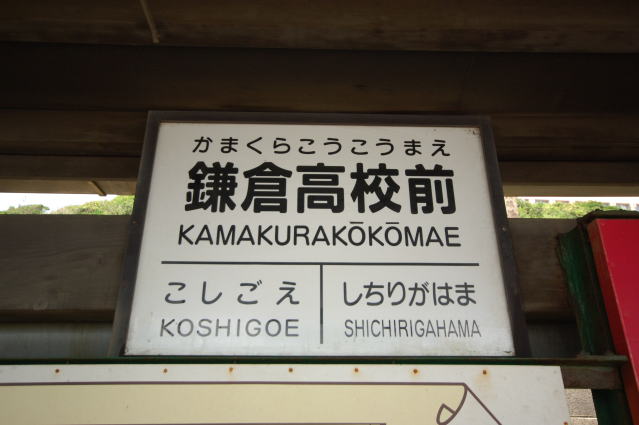 かまくらこうこうまえ
鎌倉高校前
KAMAKURAKŌKŌMAE
こしごえ
KOSHIGOE
しちりがはま
SHICHIRIGAHAMA